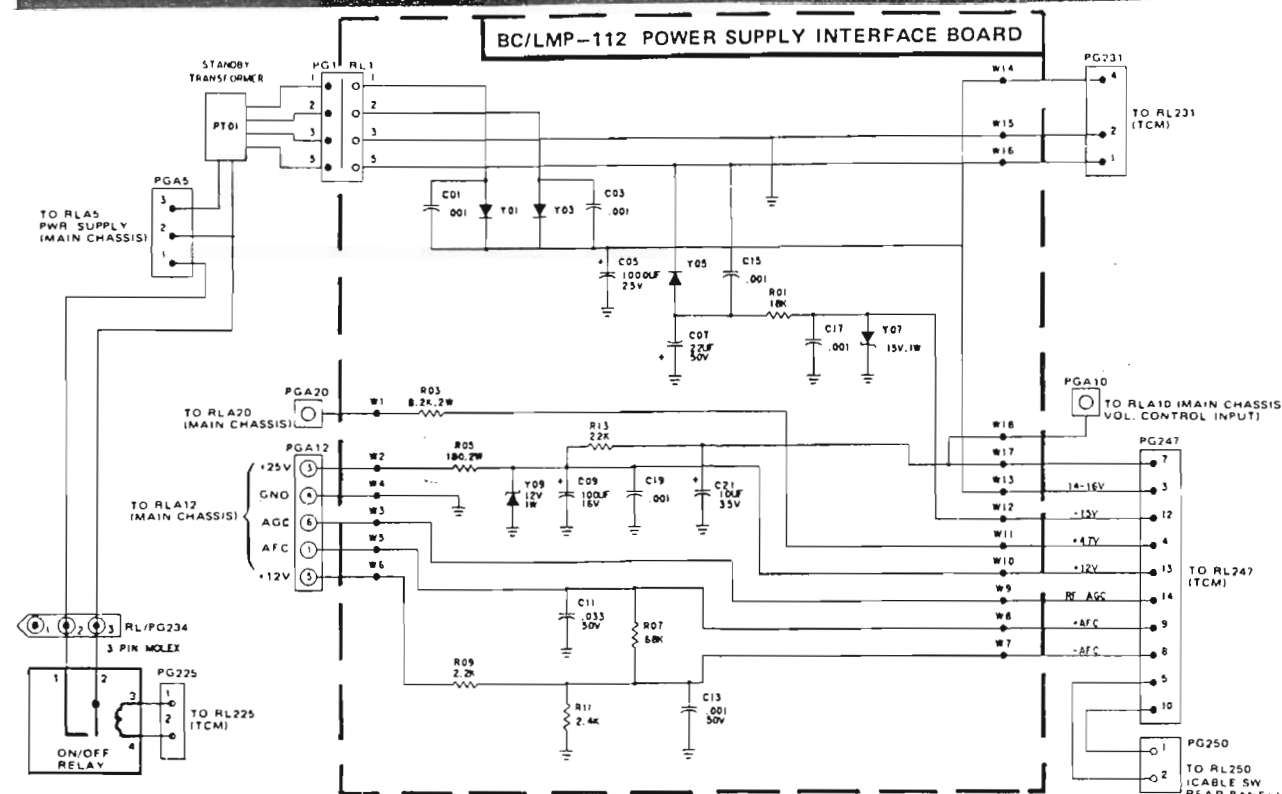 BC/LMP-112 POWER SUPPLY INTERFACE BOARD
STANDBY
TRANSFORMER
PT01
PG1 RL1
1
2
3
5
2
3
5
W14
W15
W16
PG231
4
2
1
TO RL231
(TCM)
PGA5
3
2
1
TO RLA5
PWR SUPPLY
(MAIN CHASSIS)
C01
.001
Y01
Y03
C03
.001
+
C05
1000UF
25V
Y05
C15
.001
R01
18K
C07
22UF
50V
+
C17
.001
Y07
15V,1W
PGA20
TO RLA20
(MAIN CHASSIS)
W1
R03
8.2K,2W
PGA10
TO RLA10 (MAIN CHASSIS
VOL. CONTROL INPUT)
PGA12
TO RLA12
(MAIN CHASSIS)
+25V
3
W2
GND
4
W4
AGC
6
W3
AFC
1
W5
+12V
5
W6
R05
180,2W
R13
22K
Y09
12V
1W
+
C09
100UF
16V
C19
.001
+
C21
10UF
35V
C11
.033
50V
R07
68K
R09
2.2K
R11
2.4K
C13
.001
50V
W18
W17
W13
W12
W11
W10
W9
W8
W7
14-16V
-15V
+47V
+12V
RF AGC
+AFC
-AFC
PG247
7
3
12
4
13
14
9
8
5
10
TO RL247
(TCM)
PG250
1
2
TO RL250
(CABLE SW
REAR PANEL)
1
2
3
RL/PG234
3 PIN MOLEX
1
2
3
4
ON/OFF
RELAY
PG225
1
2
TO RL225
(TCM)